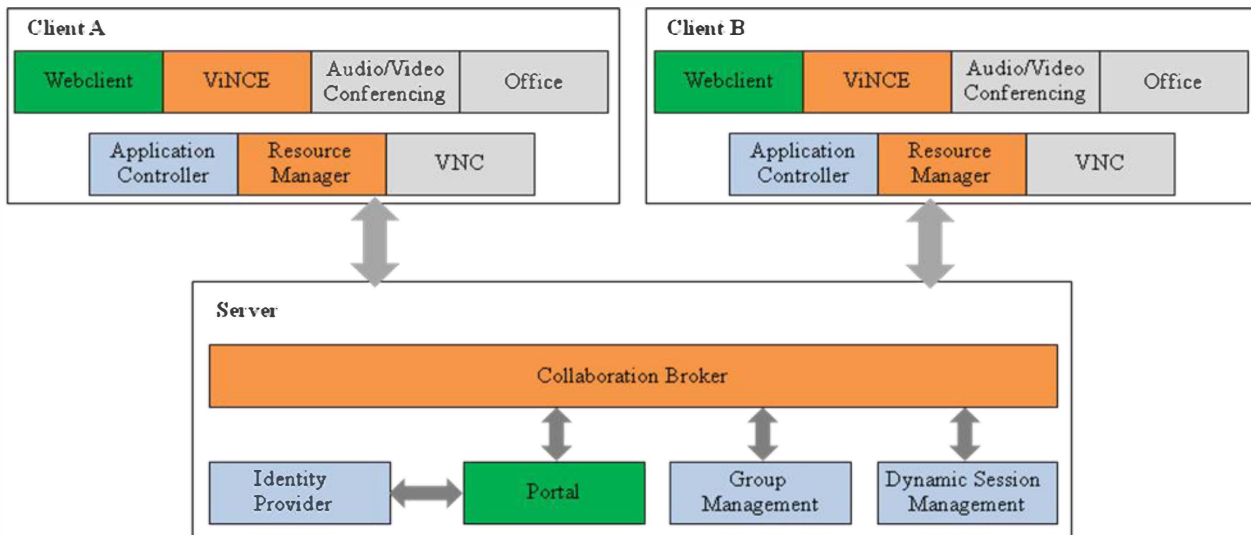 Client A
Webclient
ViNCE
Audio/Video
Conferencing
Office
Application
Controller
Resource
Manager
VNC
Client B
Webclient
ViNCE
Audio/Video
Conferencing
Office
Application
Controller
Resource
Manager
VNC
Server
Collaboration Broker
Identity
Provider
Portal
Group
Management
Dynamic Session
Management